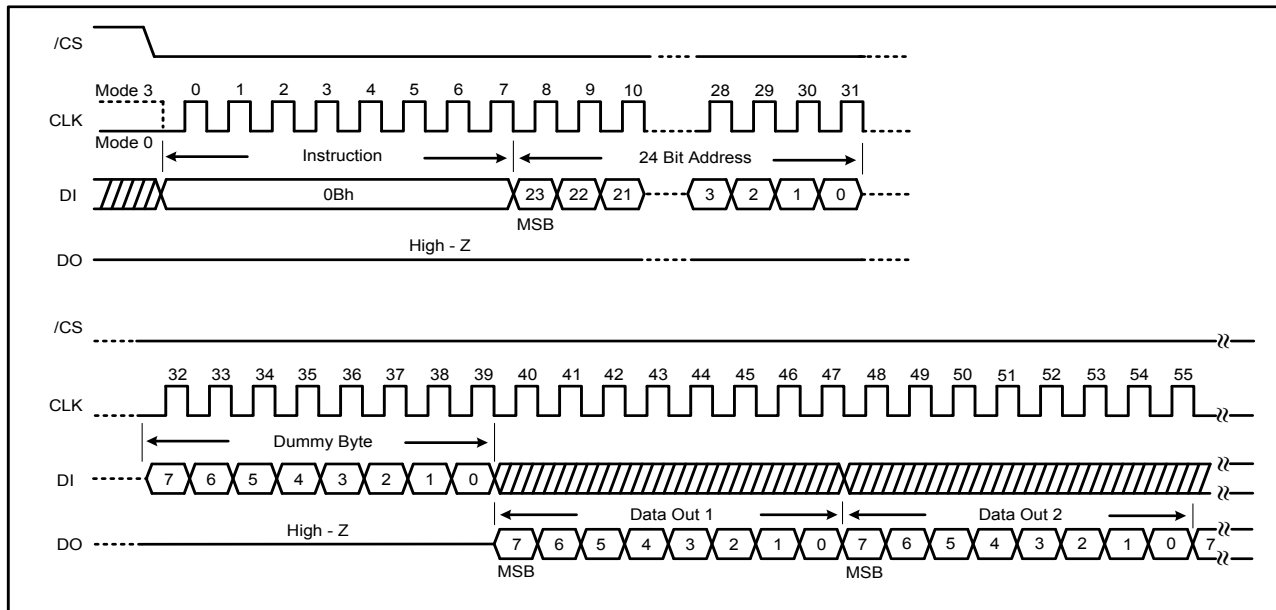 /CS
Mode 3 0 1 2 3 4 5 6 7 8 9 10 28 29 30 31
CLK
Mode 0
Instruction 24 Bit Address
DI 0Bh 23 22 21 3 2 1 0
MSB
High - Z
DO
/CS
32 33 34 35 36 37 38 39 40 41 42 43 44 45 46 47 48 49 50 51 52 53 54 55
CLK
Dummy Byte
DI 7 6 5 4 3 2 1 0
High - Z Data Out 1 Data Out 2
DO 7 6 5 4 3 2 1 0 7 6 5 4 3 2 1 0 7
MSB MSB